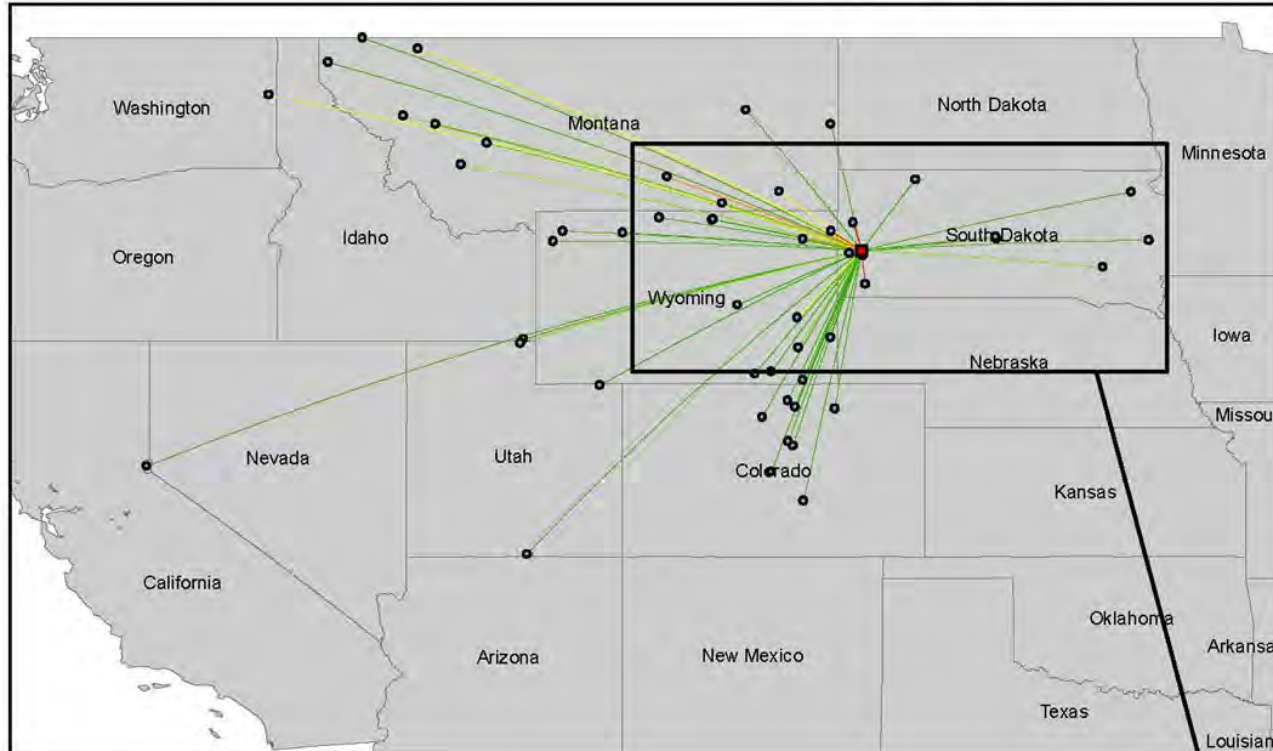 Washington
North Dakota
Montana
Minnesota
Idaho
South Dakota
Oregon
Wyoming
Iowa
Nebraska
Missou
Nevada
Utah
Colorado
Kansas
California
Oklahoma
Arizona
New Mexico
Arkansa
Texas
Louisian